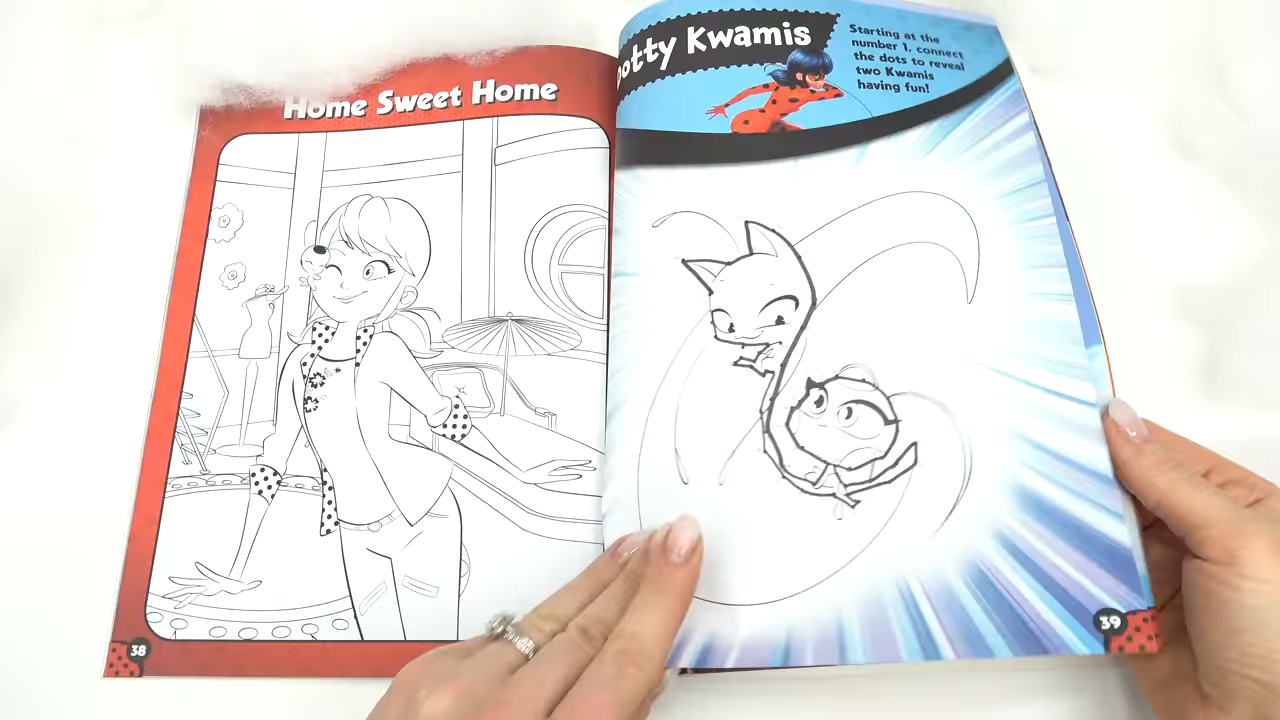 Home Sweet Home
38
Dotty Kwamis
Starting at the
number 1, connect
the dots to reveal
two Kwamis
having fun!
39